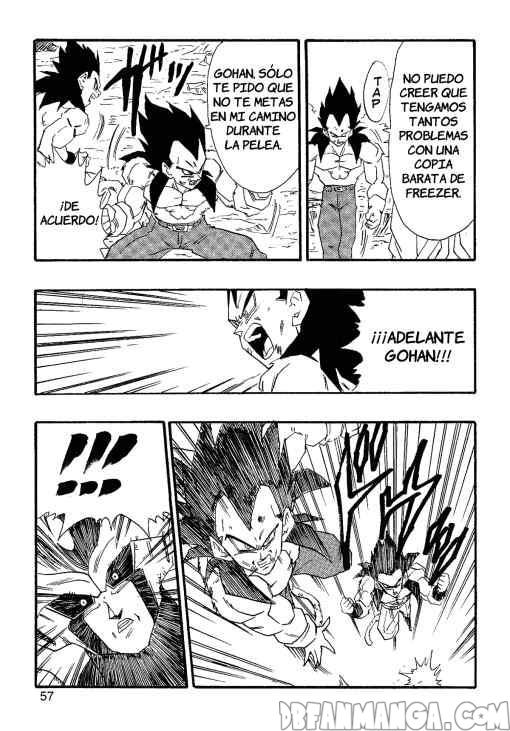 NO PUEDO
CREER QUE
TENGAMOS
TANTOS
PROBLEMAS
CON UNA
COPIA
BARATA DE
FREEZER.
TAP
GOHAN, SÓLO
TE PIDO QUE
NO TE METAS
EN MI CAMINO
DURANTE
LA PELEA.
¡DE
ACUERDO!
¡¡¡ADELANTE
GOHAN!!!
!!!
57
DBFANMANGA.COM